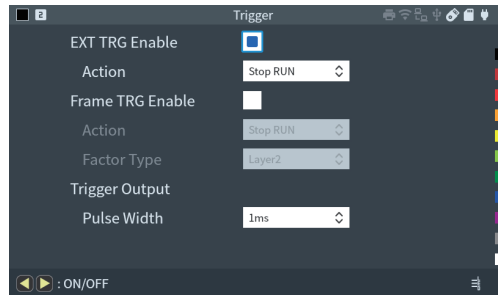 2 Trigger
EXT TRG Enable
Action Stop RUN
Frame TRG Enable
Action Stop RUN
Factor Type Layer2
Trigger Output
Pulse Width 1ms
: ON/OFF